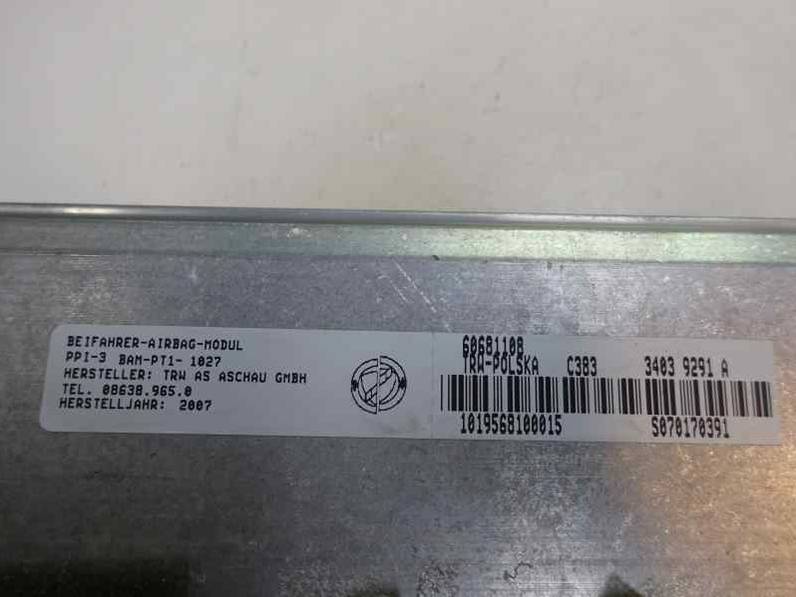 BEIFAHRER-AIRBAG-MODUL
PPI-3 BAM-PT1- 1027
HERSTELLER: TRW AS ASCHAU GMBH
TEL. 08638.965.0
HERSTELLJAHR: 2007
60681108
TRW-POLSKA C383 3403 9291 A
1019568100015 S070170391